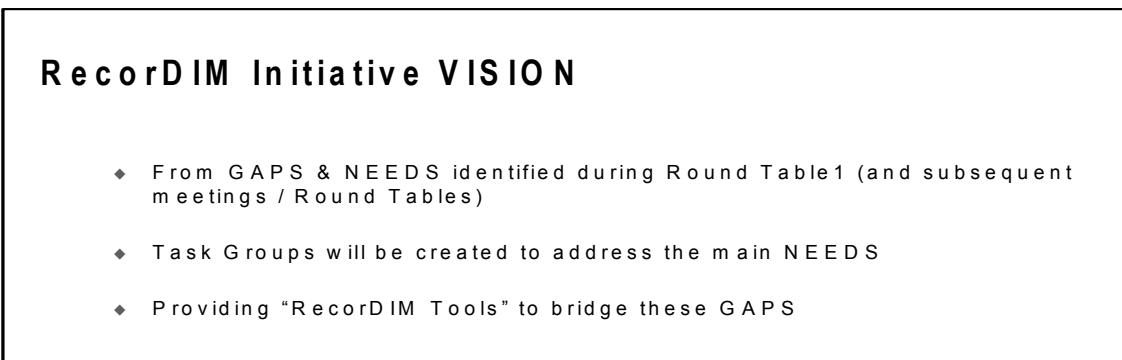 RecorDIM Initiative VISION
◆ From GAPS & NEEDS identified during Round Table1 (and subsequent
meetings / Round Tables)
◆ Task Groups will be created to address the main NEEDS
◆ Providing “RecorDIM Tools” to bridge these GAPS